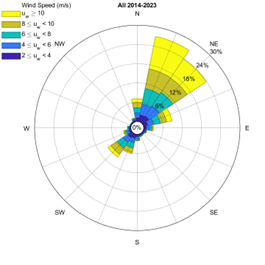 Wind Speed (m/s)
All 2014-2023
u_w ≥ 10
8 ≤ u_w < 10
6 ≤ u_w < 8
4 ≤ u_w < 6
2 ≤ u_w < 4
N
NW
NE
30%
24%
18%
12%
6%
0%
W
E
SW
SE
S